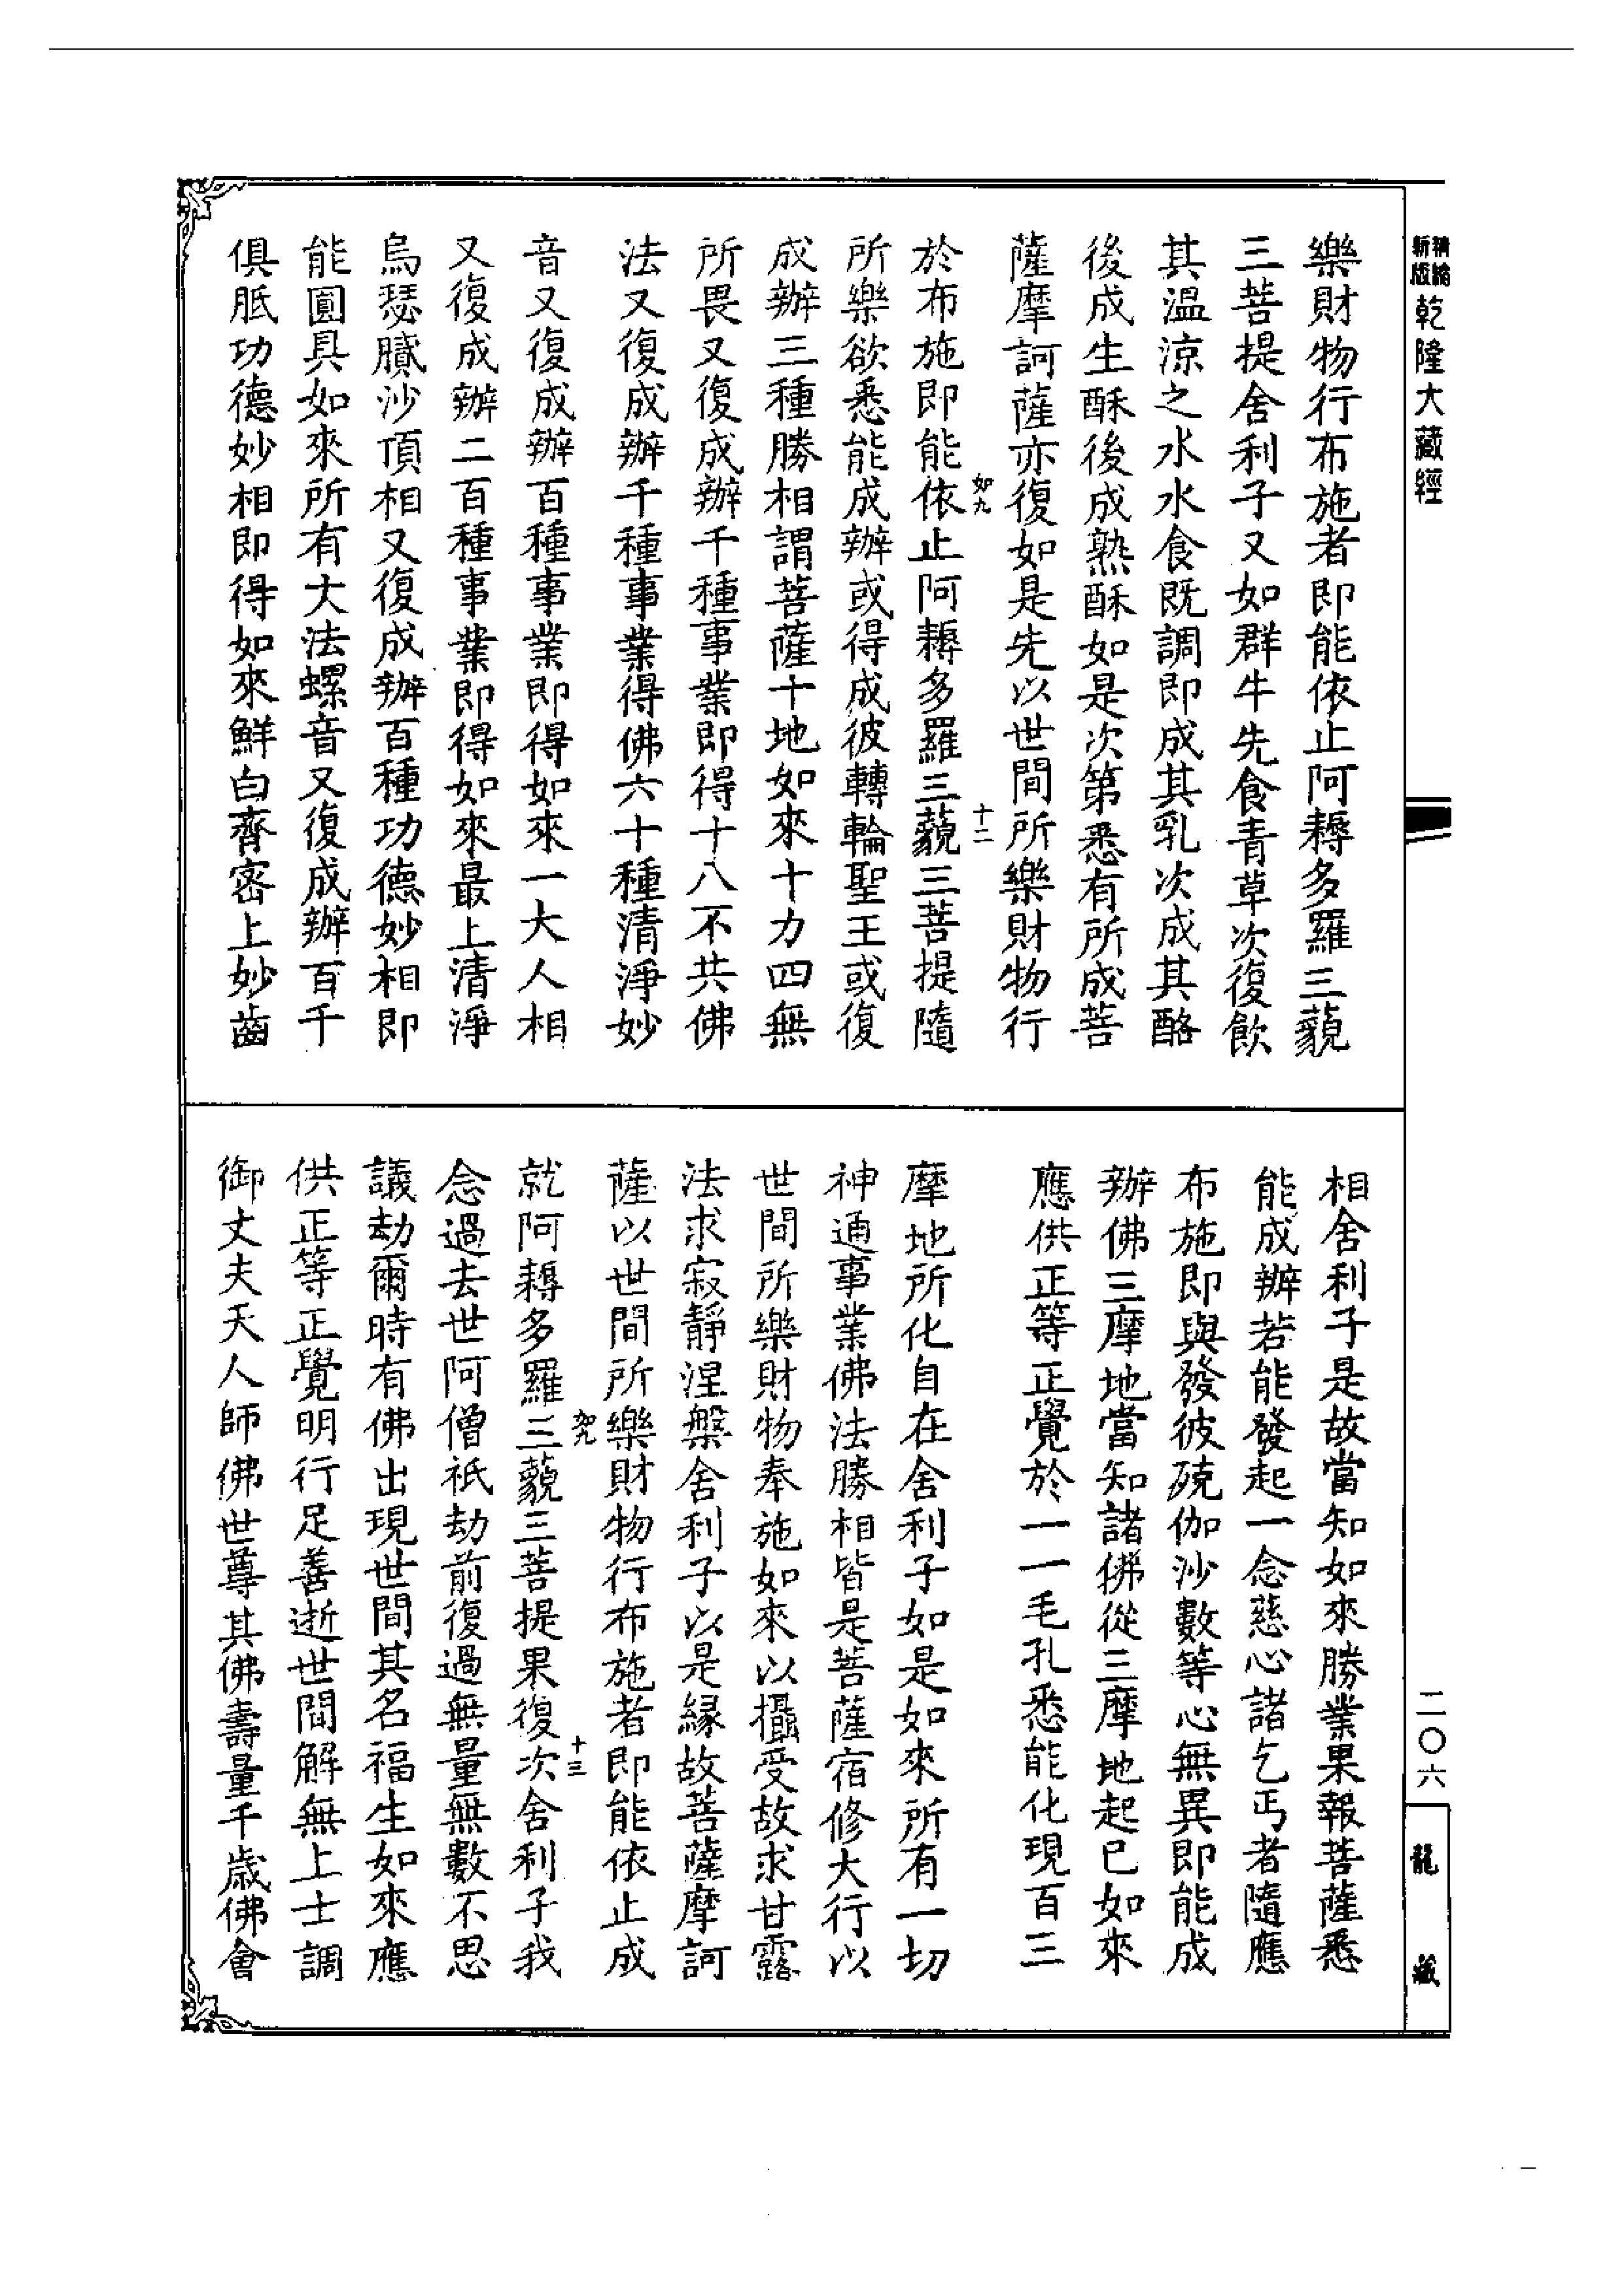 精縮
新版
乾隆大藏經
樂財物行布施者即能依止阿耨多羅三藐
三菩提舍利子又如群牛先食青草次復飲
其温涼之水水食既調即成其乳次成其酪
後成生酥後成熟酥如是次第悉有所成菩
薩摩訶薩亦復如是先以世間所樂財物行
如九
十二
於布施即能依止阿耨多羅三藐三菩提隨
所樂欲悉能成辦或得成彼轉輪聖王或復
成辦三種勝相謂菩薩十地如來十力四無
所畏又復成辦千種事業即得十八不共佛
法又復成辦千種事業得佛六十種清淨妙
音又復成辦百種事業即得如來一大人相
又復成辦二百種事業即得如來最上清淨
烏瑟膩沙頂相又復成辦百種功德妙相即
能圓具如來所有大法螺音又復成辦百千
俱胝功德妙相即得如來鮮白齊密上妙齒
相舍利子是故當知如來勝業果報菩薩悉
能成辦若能發起一念慈心諸乞丐者隨應
布施即與發彼殑伽沙數等心無異即能成
辦佛三摩地當知諸佛從三摩地起已如來
應供正等正覺於一一毛孔悉能化現百三
摩地所化自在舍利子如是如來所有一切
神通事業佛法勝相皆是菩薩宿修大行以
世間所樂財物奉施如來以攝受故求甘露
法求寂靜涅槃舍利子以是緣故菩薩摩訶
薩以世間所樂財物行布施者即能依止成
如九
十三
就阿耨多羅三藐三菩提果復次舍利子我
念過去世阿僧祇劫前復過無量無數不思
議劫爾時有佛出現世間其名福生如來應
供正等正覺明行足善逝世間解無上士調
御丈夫天人師佛世尊其佛壽量千歲佛會
二〇六
龍藏